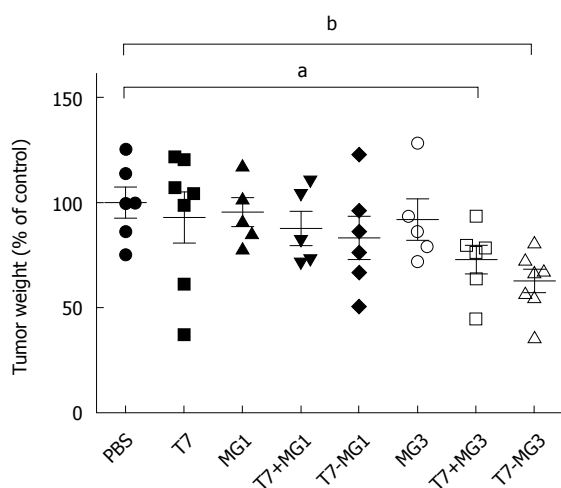 b
a
150
100
50
0
Tumor weight (% of control)
PBS
T7
MG1
T7+MG1
T7-MG1
MG3
T7+MG3
T7-MG3